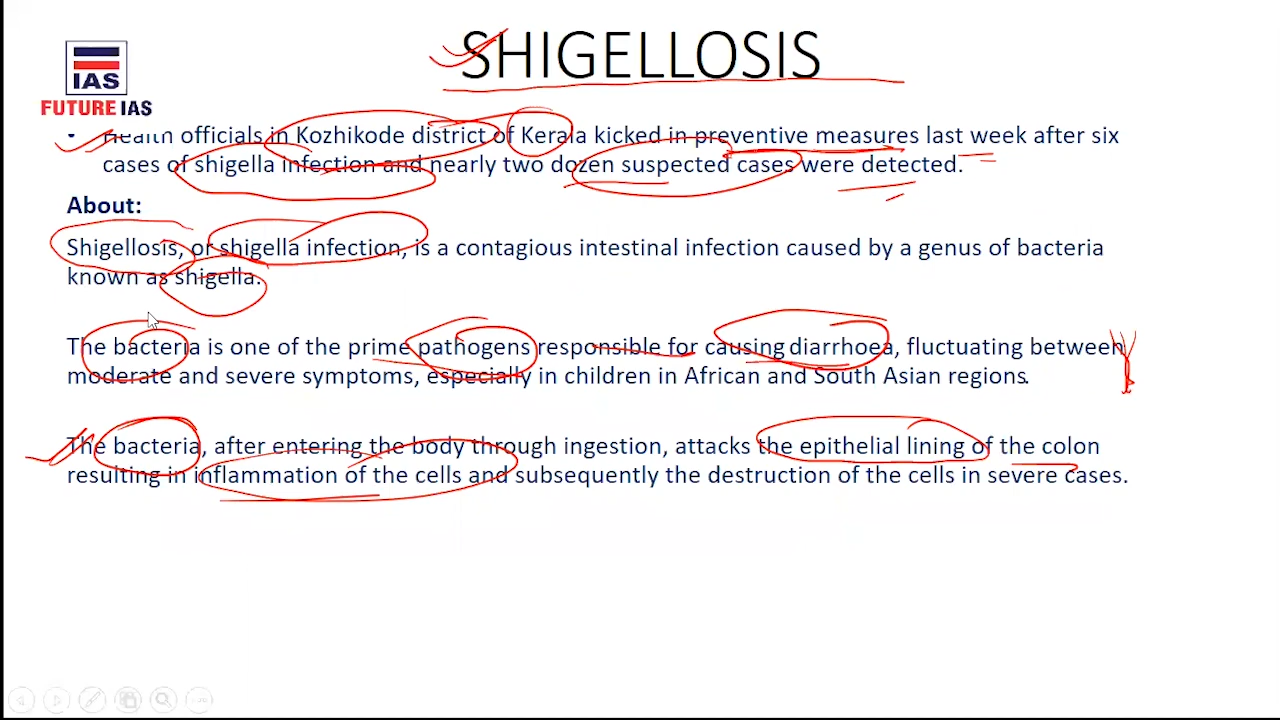 SHIGELLOSIS
IAS
FUTURE IAS
• Health officials in Kozhikode district of Kerala kicked in preventive measures last week after six
cases of shigella infection and nearly two dozen suspected cases were detected.
About:
Shigellosis, or shigella infection, is a contagious intestinal infection caused by a genus of bacteria
known as shigella.
The bacteria is one of the prime pathogens responsible for causing diarrhoea, fluctuating between
moderate and severe symptoms, especially in children in African and South Asian regions.
The bacteria, after entering the body through ingestion, attacks the epithelial lining of the colon
resulting in inflammation of the cells and subsequently the destruction of the cells in severe cases.